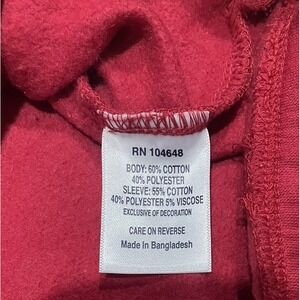 RN 104648
BODY: 60% COTTON
40% POLYESTER
SLEEVE: 55% COTTON
40% POLYESTER 5% VISCOSE
EXCLUSIVE OF DECORATION
CARE ON REVERSE
Made in Bangladesh